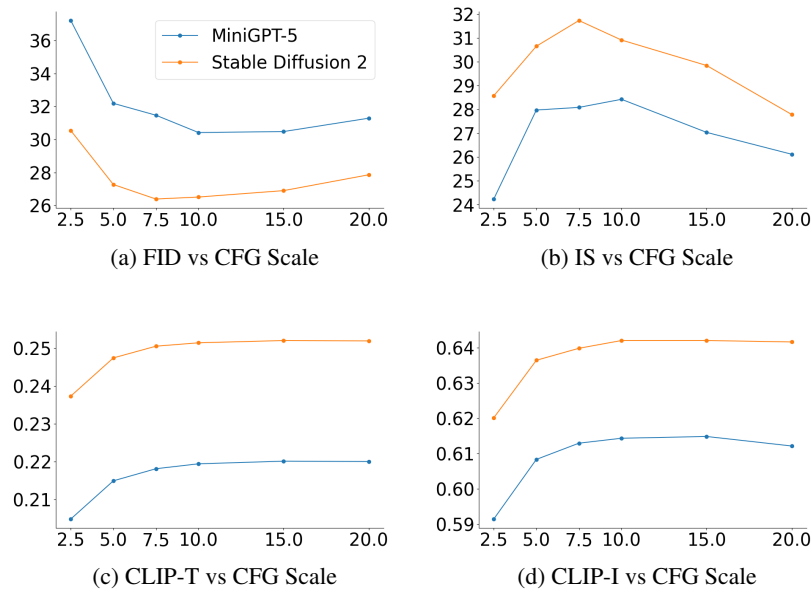 36
34
32
30
28
26
MiniGPT-5
Stable Diffusion 2
2.5 5.0 7.5 10.0 15.0 20.0
(a) FID vs CFG Scale
32
31
30
29
28
27
26
25
24
2.5 5.0 7.5 10.0 15.0 20.0
(b) IS vs CFG Scale
0.25
0.24
0.23
0.22
0.21
2.5 5.0 7.5 10.0 15.0 20.0
(c) CLIP-T vs CFG Scale
0.64
0.63
0.62
0.61
0.60
0.59
2.5 5.0 7.5 10.0 15.0 20.0
(d) CLIP-I vs CFG Scale